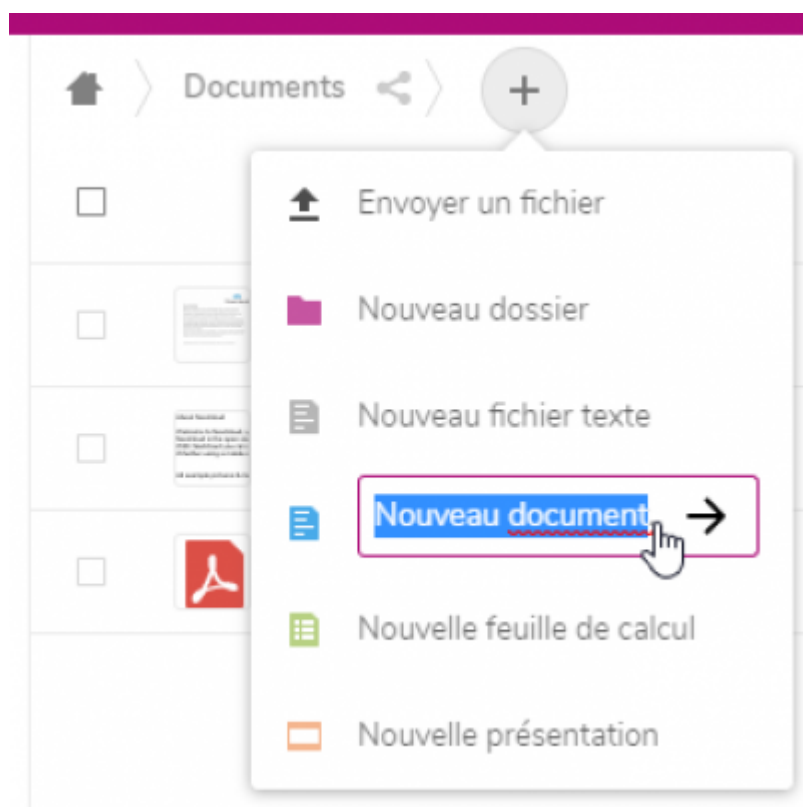 Documents
Envoyer un fichier
Nouveau dossier
Nouveau fichier texte
Nouveau document
Nouvelle feuille de calcul
Nouvelle présentation